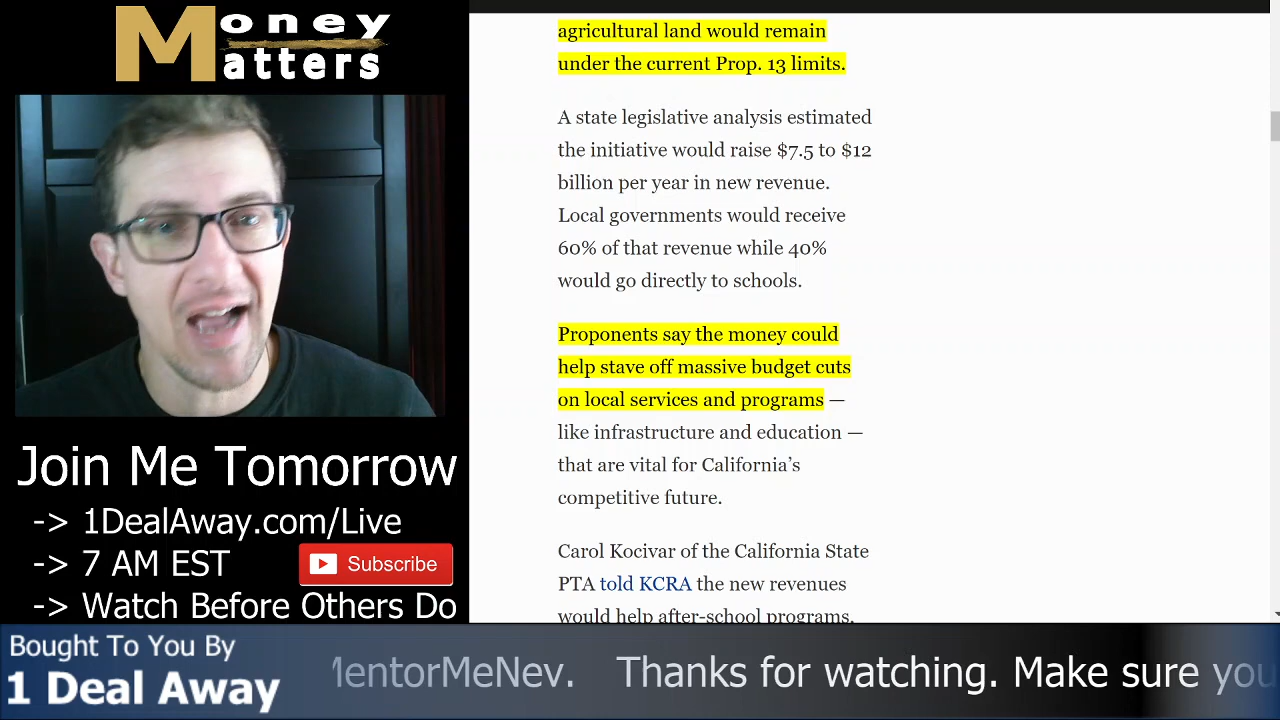 Money
Matters
Join Me Tomorrow
-> 1DealAway.com/Live
-> 7 AM EST
Subscribe
-> Watch Before Others Do
agricultural land would remain
under the current Prop. 13 limits.
A state legislative analysis estimated
the initiative would raise $7.5 to $12
billion per year in new revenue.
Local governments would receive
60% of that revenue while 40%
would go directly to schools.
Proponents say the money could
help stave off massive budget cuts
on local services and programs —
like infrastructure and education —
that are vital for California's
competitive future.
Carol Kocivar of the California State
PTA told KCRA the new revenues
would help after-school programs,
Bought To You By
1 Deal Away
MentorMeNev. Thanks for watching. Make sure you